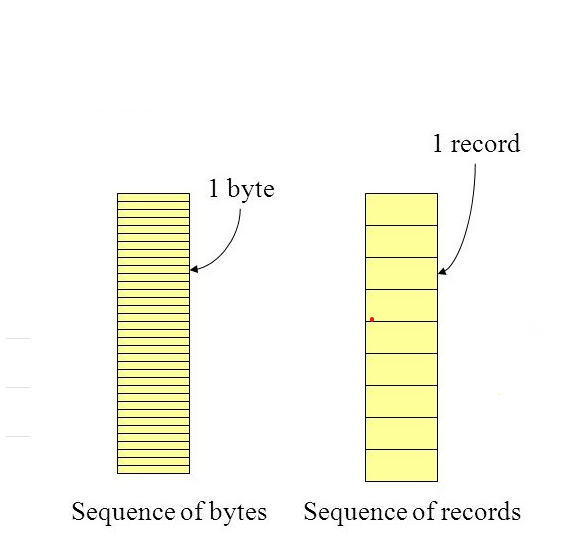 1 record
1 byte
Sequence of bytes
Sequence of records